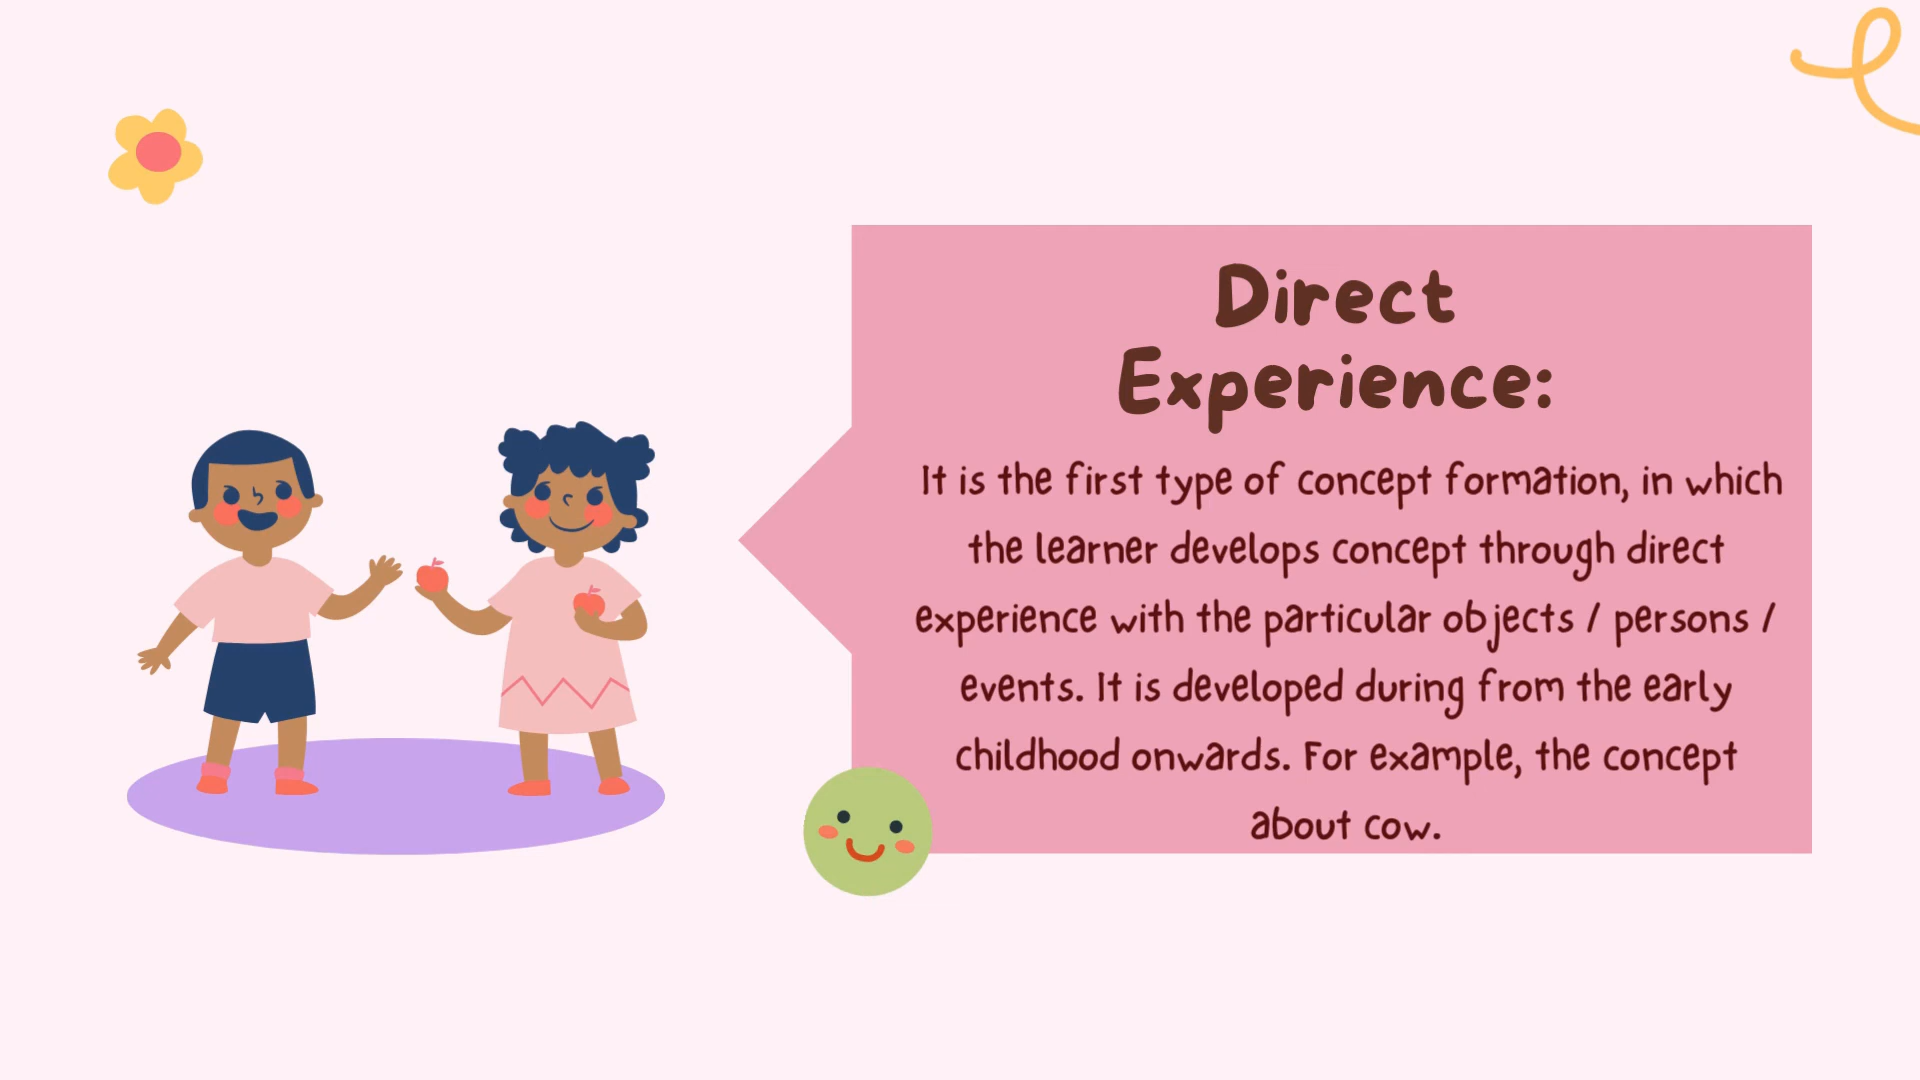 Direct
Experience:
It is the first type of concept formation, in which
the learner develops concept through direct
experience with the particular objects / persons /
events. It is developed during from the early
childhood onwards. For example, the concept
about cow.